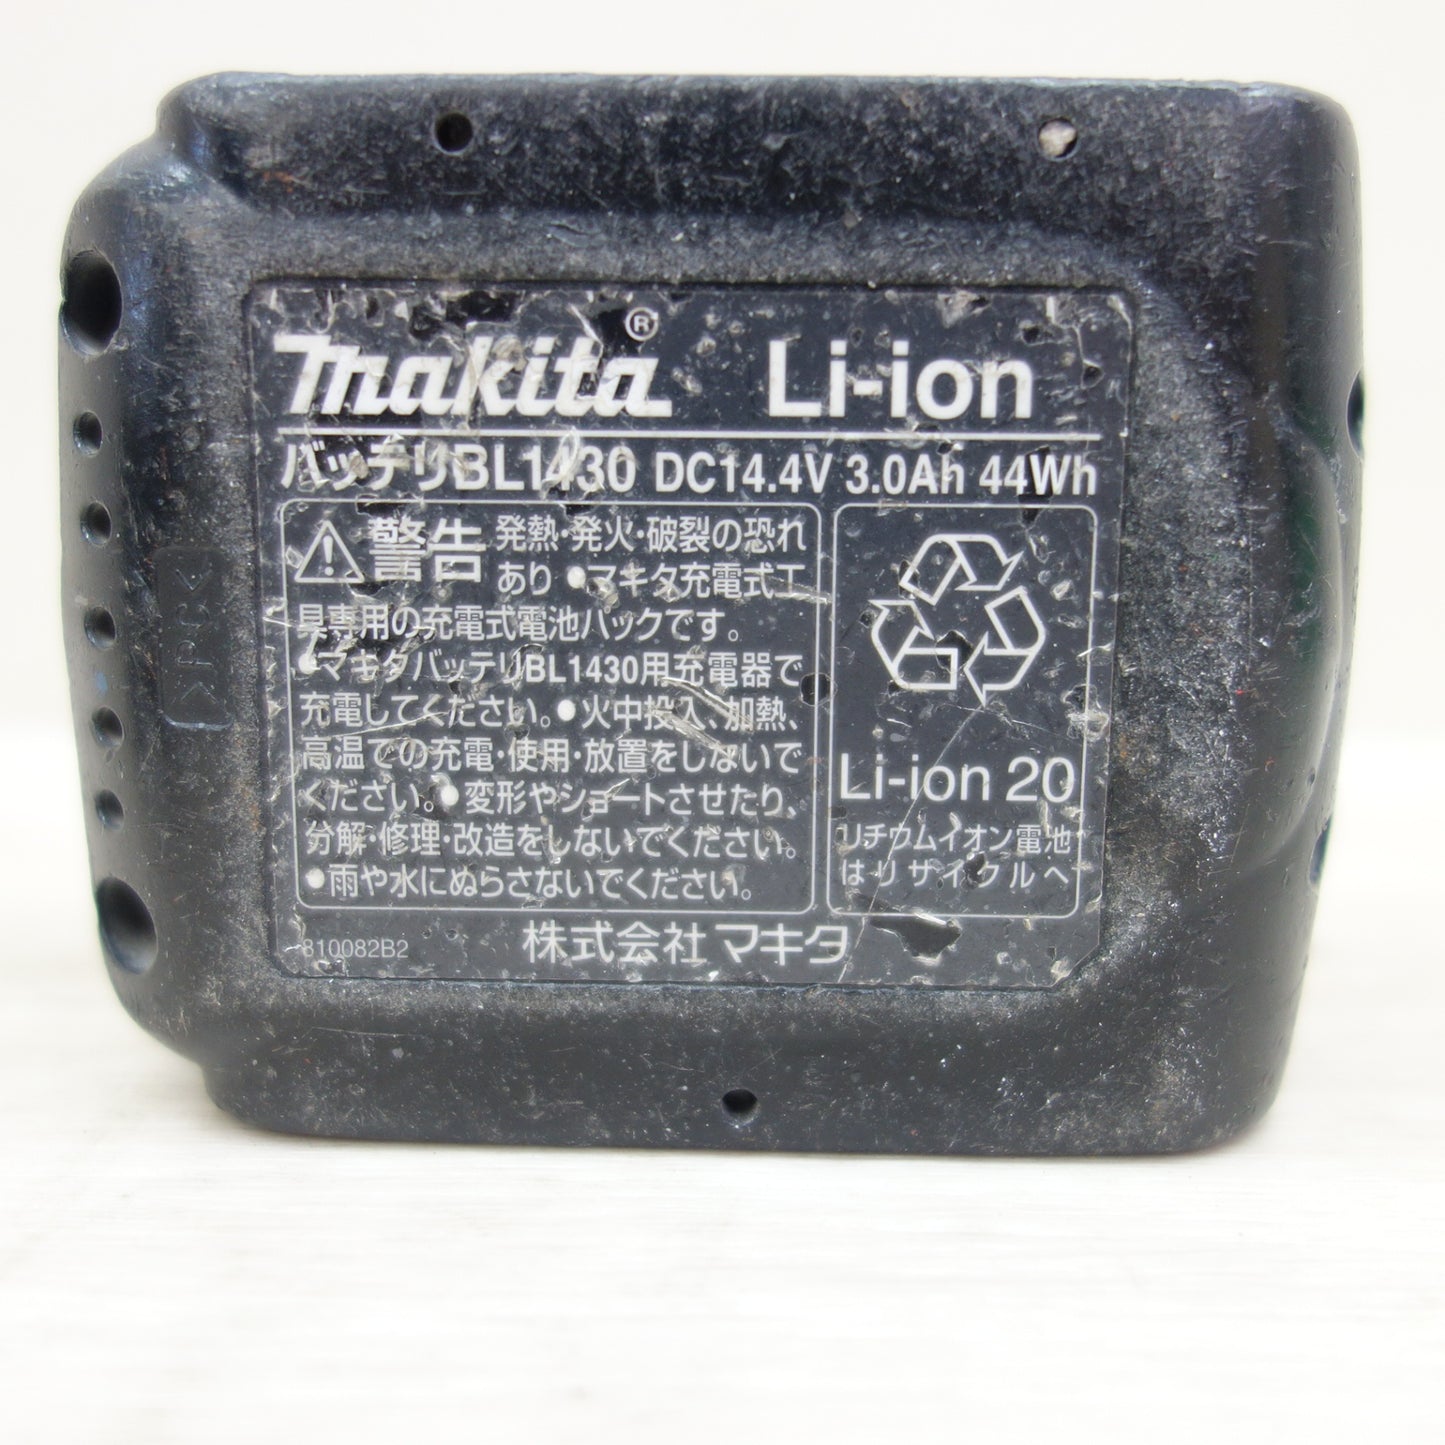 makita® Li-ion
バッテリBL1430 DC14.4V 3.0Ah 44Wh
警告 発熱・発火・破裂の恐れ
あり ●マキタ充電式工
具専用の充電式電池パックです。
●マキタバッテリBL1430用充電器で
充電してください。●火中投入、加熱、
高温での充電・使用・放置をしないで
ください。●変形やショートさせたり、
分解・修理・改造をしないでください。
●雨や水にぬらさないでください。
Li-ion 20
リチウムイオン電池
はリサイクルへ
810082B2
株式会社マキタ
>PC<